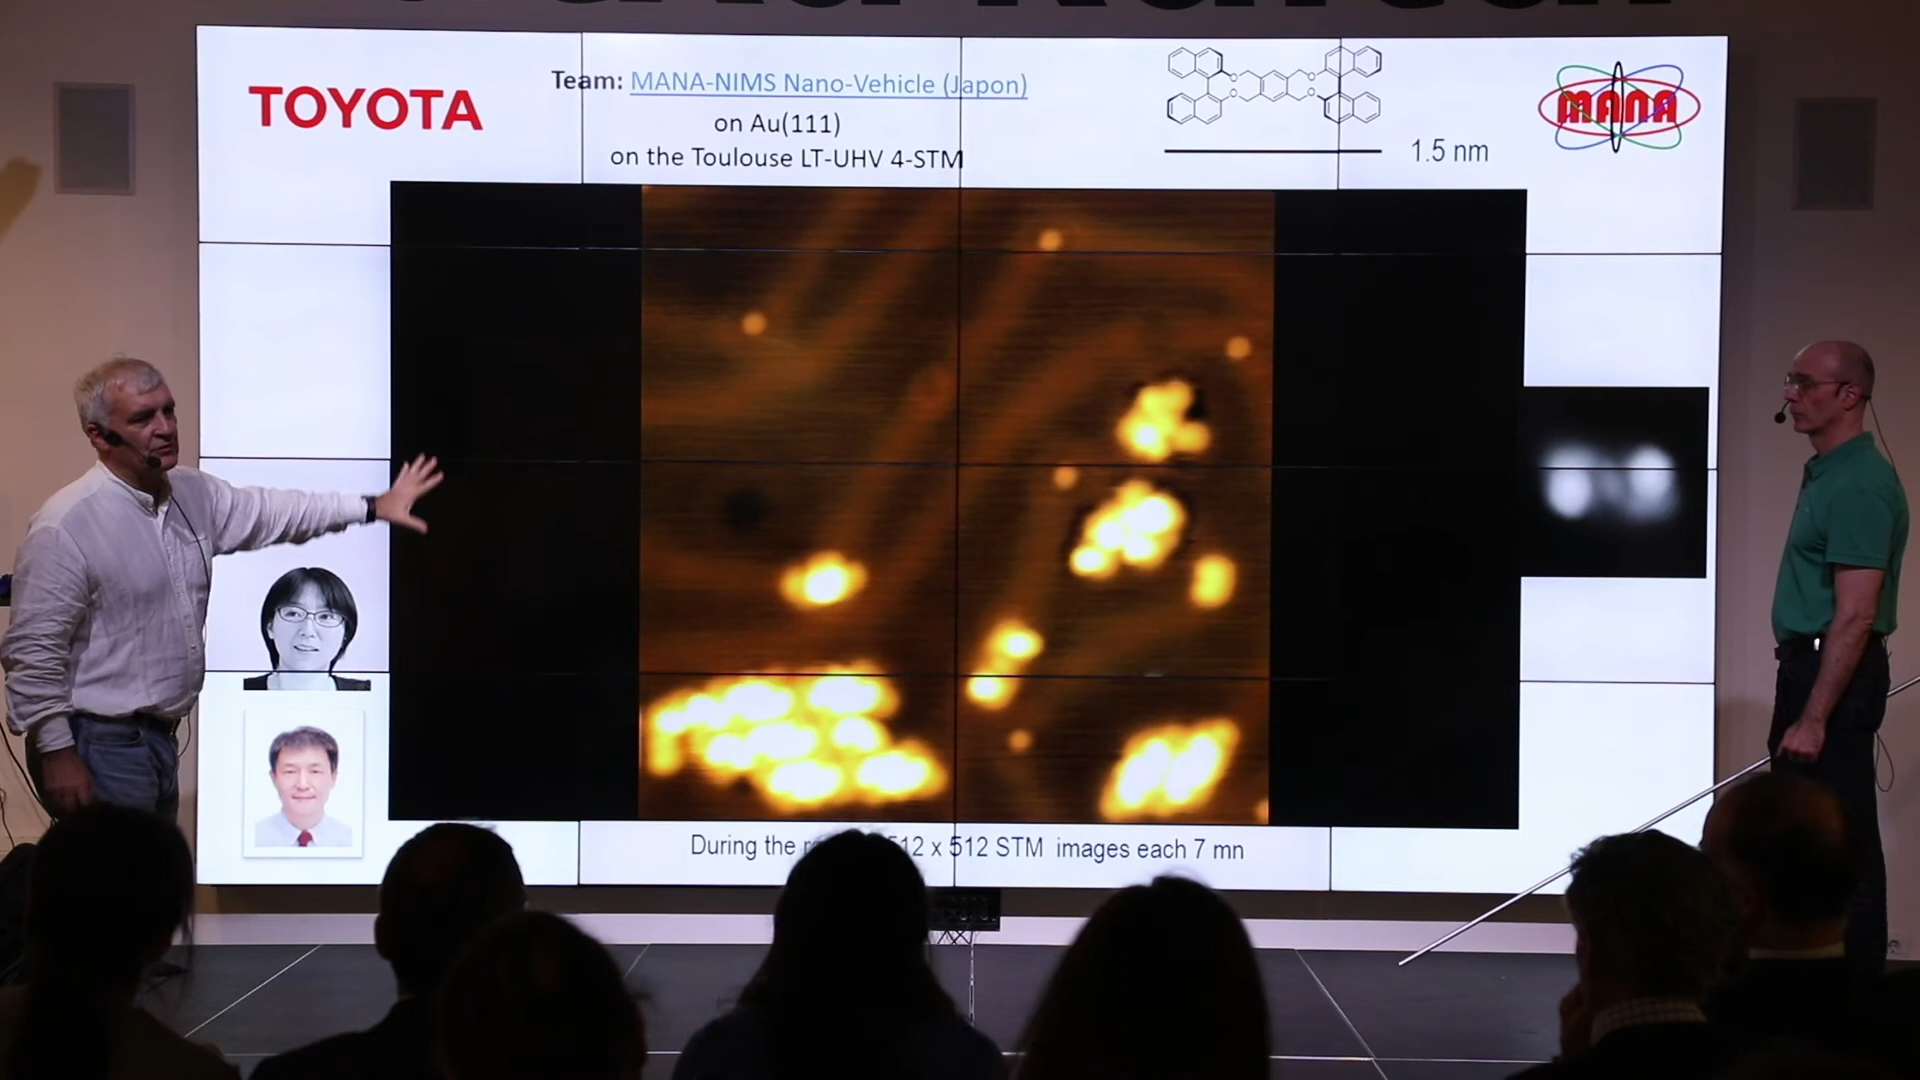 TOYOTA
Team: MANA-NIMS Nano-Vehicle (Japon)
on Au(111)
on the Toulouse LT-UHV 4-STM
1.5 nm
MANA
During the 512 x 512 STM images each 7 mn